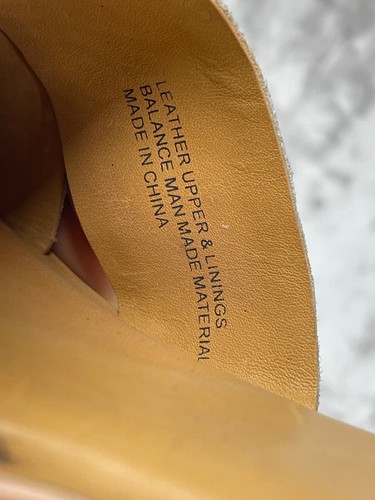 LEATHER UPPER & LININGS
BALANCE MAN MADE MATERIAL
MADE IN CHINA